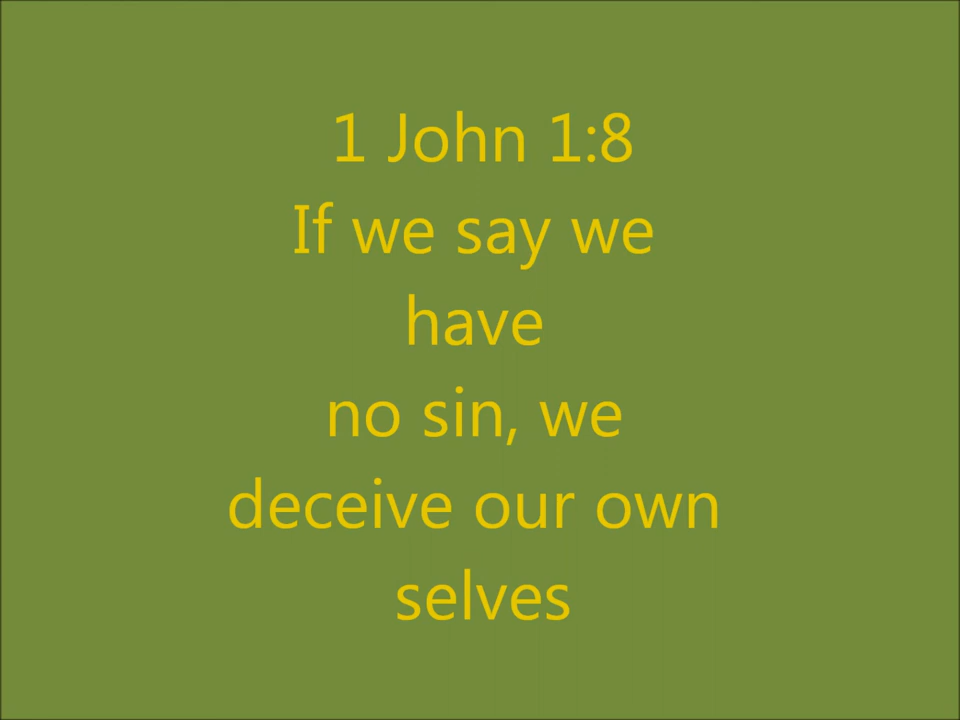 1 John 1:8
If we say we
have
no sin, we
deceive our own
selves